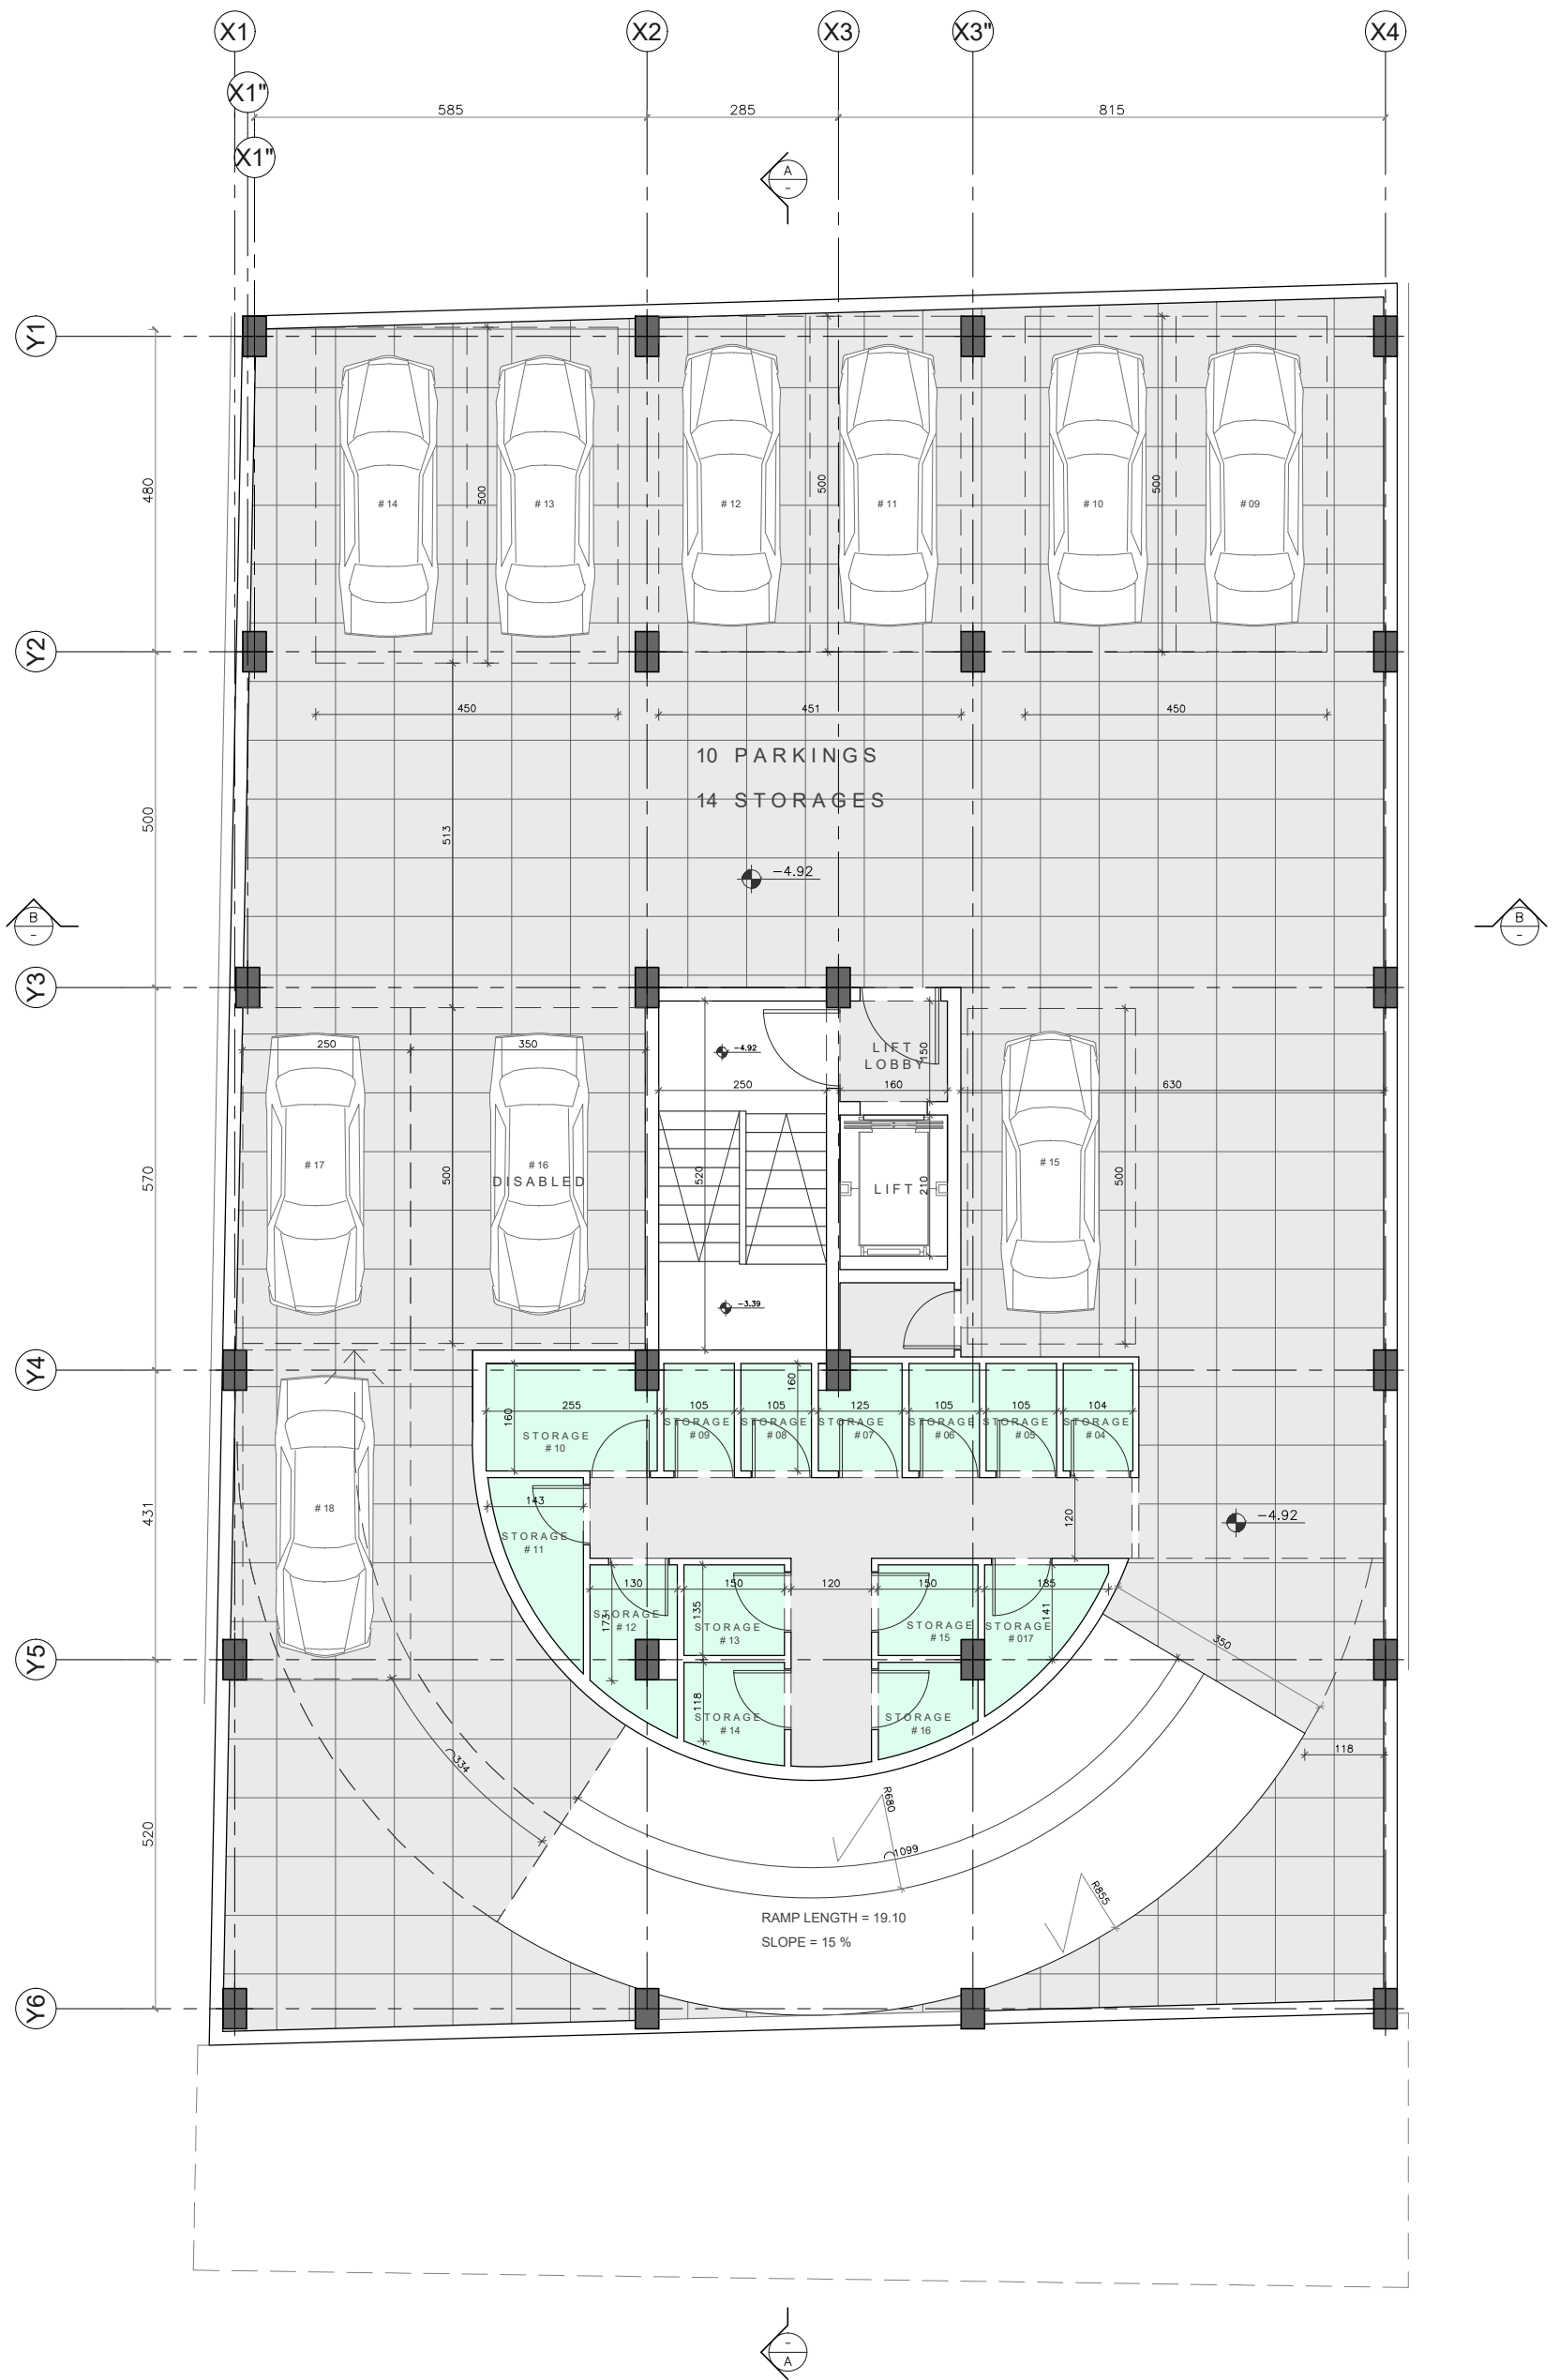 X1
X2
X3
X3"
X4
X1"
585
285
815
X1"
A
-
Y1
480
# 14
# 13
# 12
# 11
# 10
# 09
500
500
500
Y2
450
451
450
10 PARKINGS
14 STORAGES
500
513
-4.92
B
-
B
-
Y3
250
350
-4.92
LIFT
LOBBY
150
250
160
630
# 17
# 16
DISABLED
# 15
570
500
520
LIFT
210
500
-3.39
Y4
160
255
105
105
160
125
105
105
104
STORAGE
# 10
STORAGE
# 09
STORAGE
# 08
STORAGE
# 07
STORAGE
# 06
STORAGE
# 05
STORAGE
# 04
431
# 18
143
STORAGE
# 11
120
-4.92
130
150
120
150
185
173
135
141
STORAGE
# 12
STORAGE
# 13
STORAGE
# 15
STORAGE
# 017
350
Y5
118
STORAGE
# 14
STORAGE
# 16
334
118
520
R680
1099
R855
RAMP LENGTH = 19.10
SLOPE = 15 %
Y6
-
A